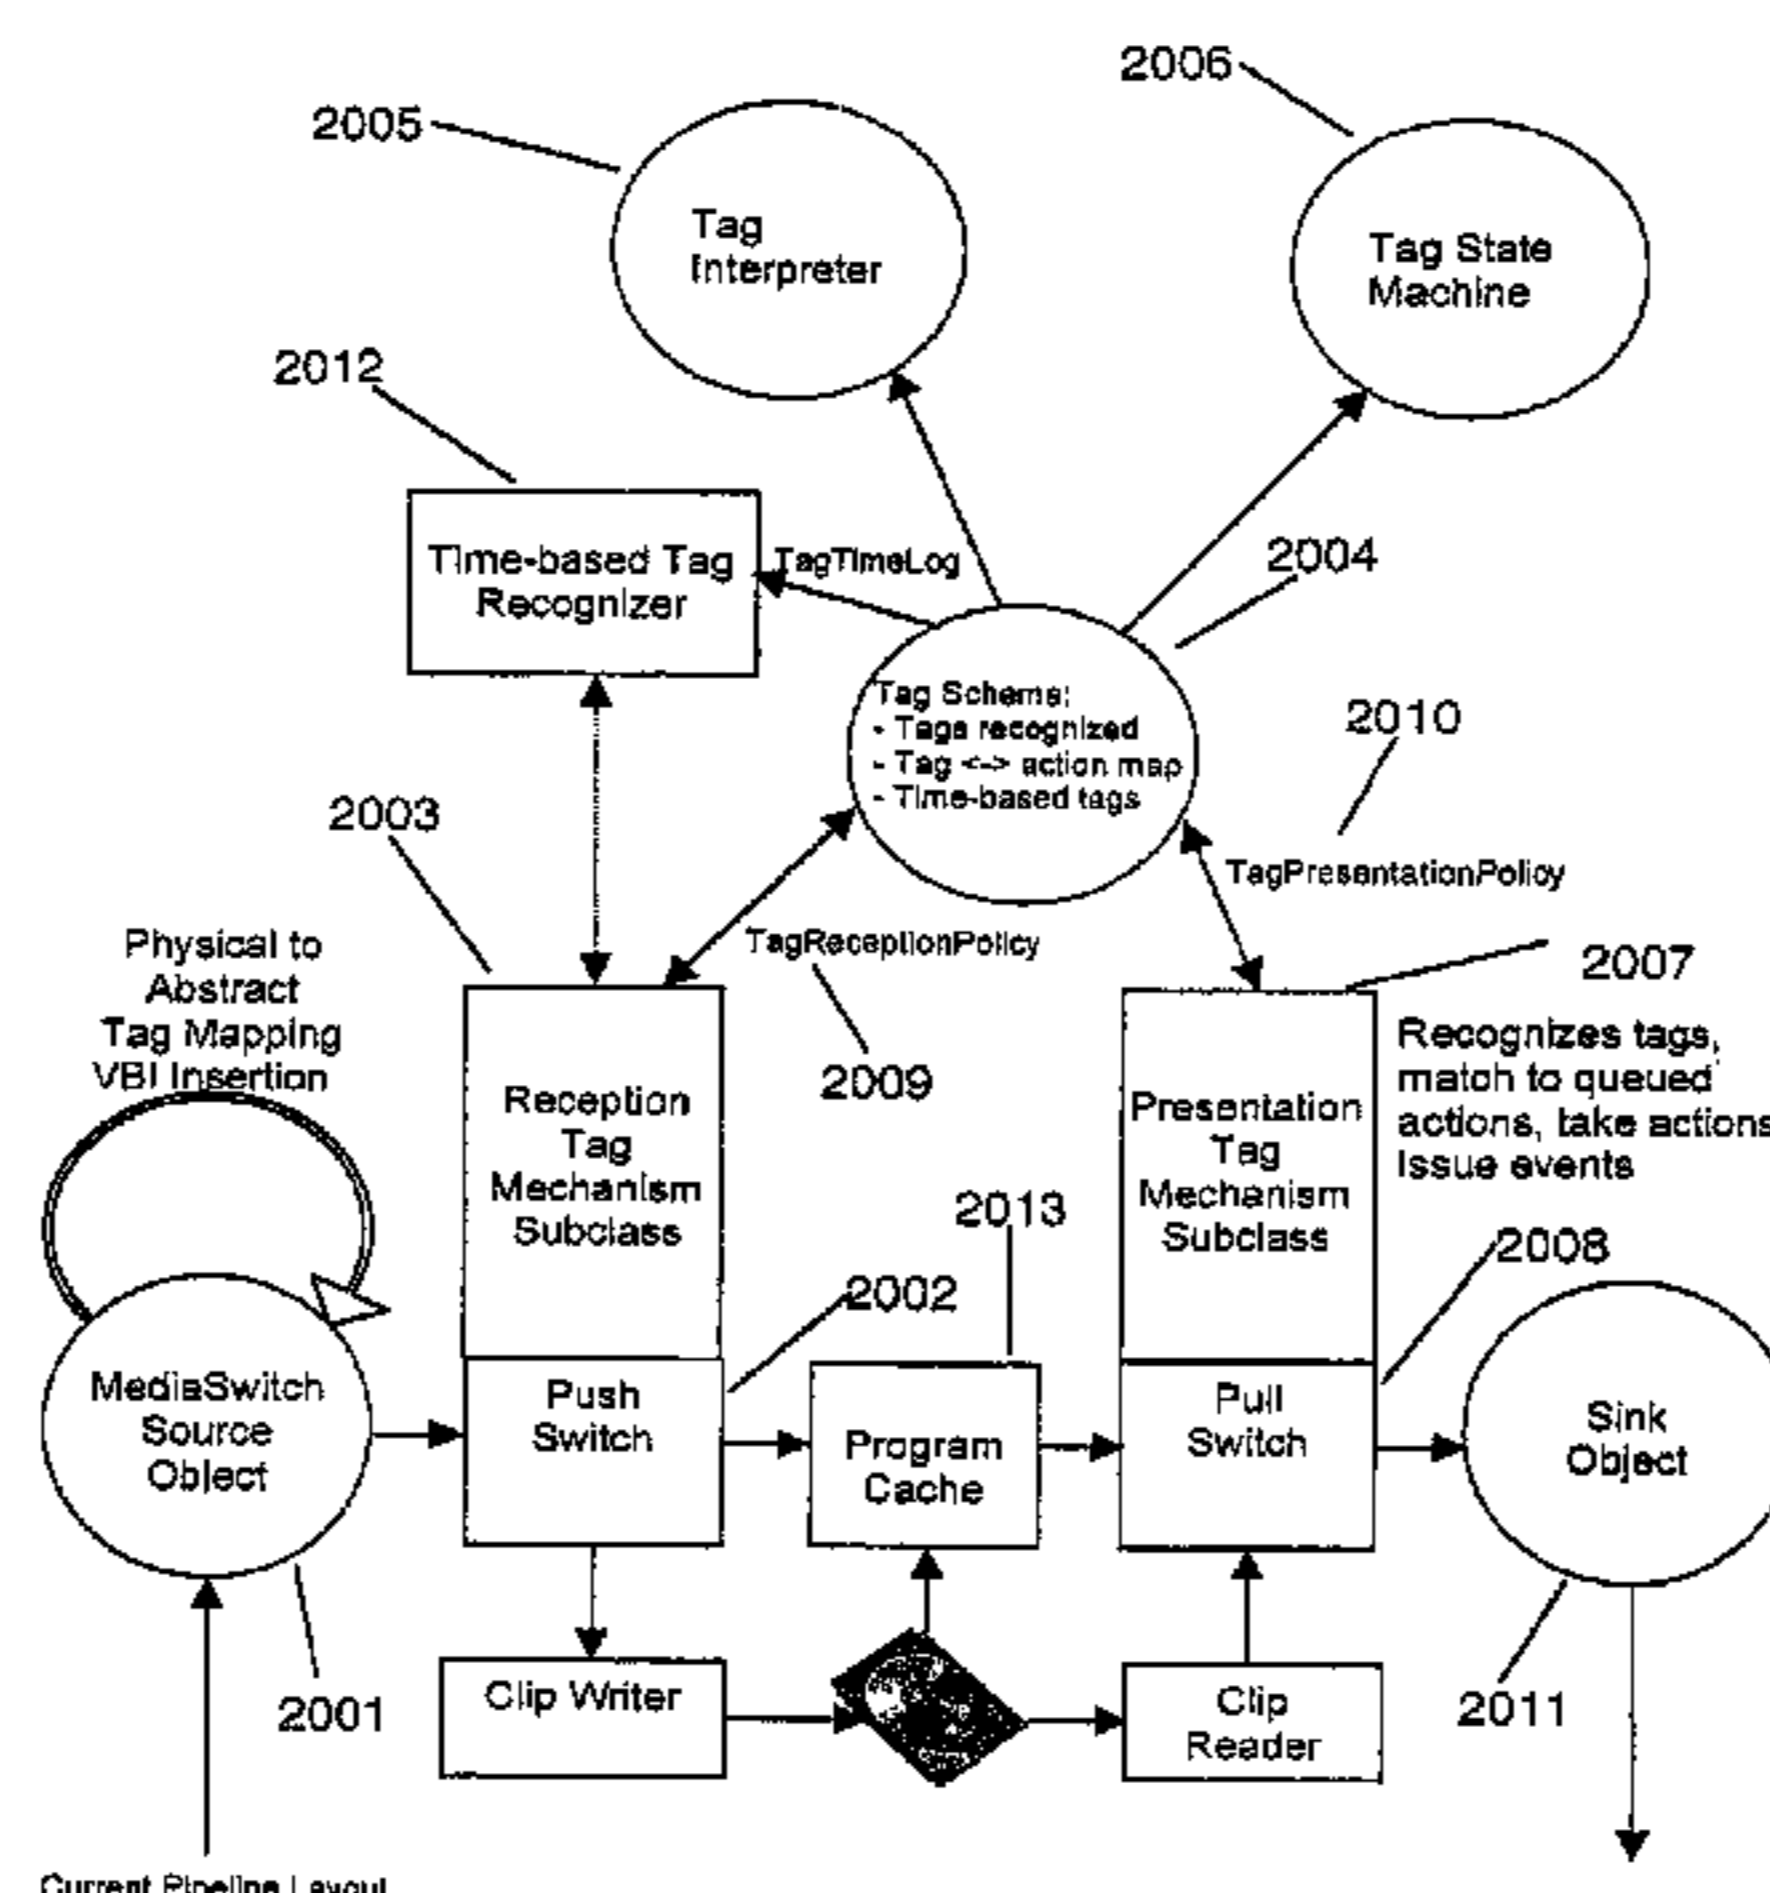 2006
2005
Tag
Interpreter
Tag State
Machine
2012
Time-based Tag
Recognizer
TagTimeLog
2004
Tag Schema:
- Tags recognized
- Tag <-> action map
- Time-based tags
2010
2003
TagPresentationPolicy
TagReceptionPolicy
2009
2007
Physical to
Abstract
Tag Mapping
VBI Insertion
Recognizes tags,
match to queued
actions, take actions
Issue events
Reception
Tag
Mechanism
Subclass
Presentation
Tag
Mechanism
Subclass
2013
2008
2002
MediaSwitch
Source
Object
Push
Switch
Program
Cache
Pull
Switch
Sink
Object
2001
Clip Writer
Clip
Reader
2011
Current Pipeline Layout